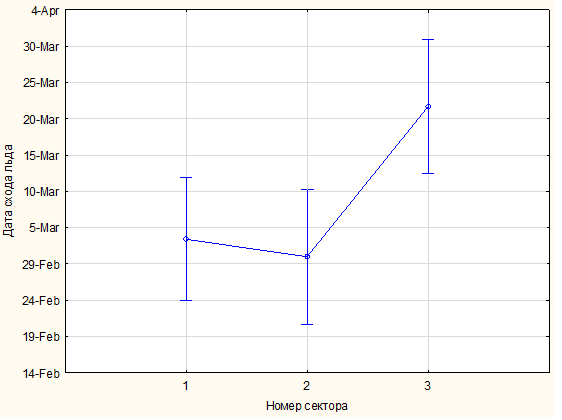 4-Apr
30-Mar
25-Mar
20-Mar
15-Mar
10-Mar
5-Mar
29-Feb
24-Feb
19-Feb
14-Feb
Дата схода льда
1 2 3
Номер сектора